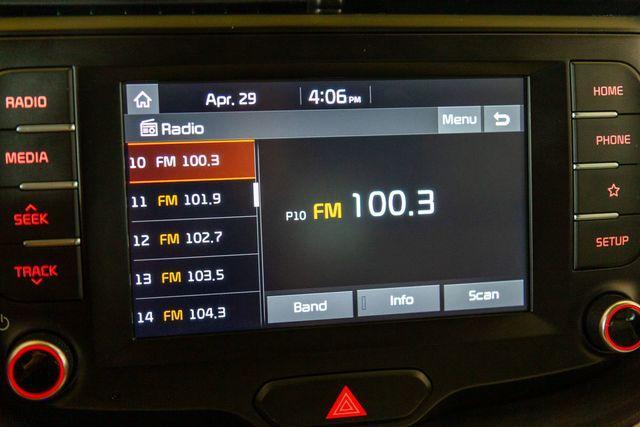 RADIO
MEDIA
SEEK
TRACK
Apr. 29 4:06 PM
Radio
Menu
10 FM 100.3
11 FM 101.9
12 FM 102.7
13 FM 103.5
14 FM 104.3
P10 FM 100.3
Band
Info
Scan
HOME
PHONE
SETUP